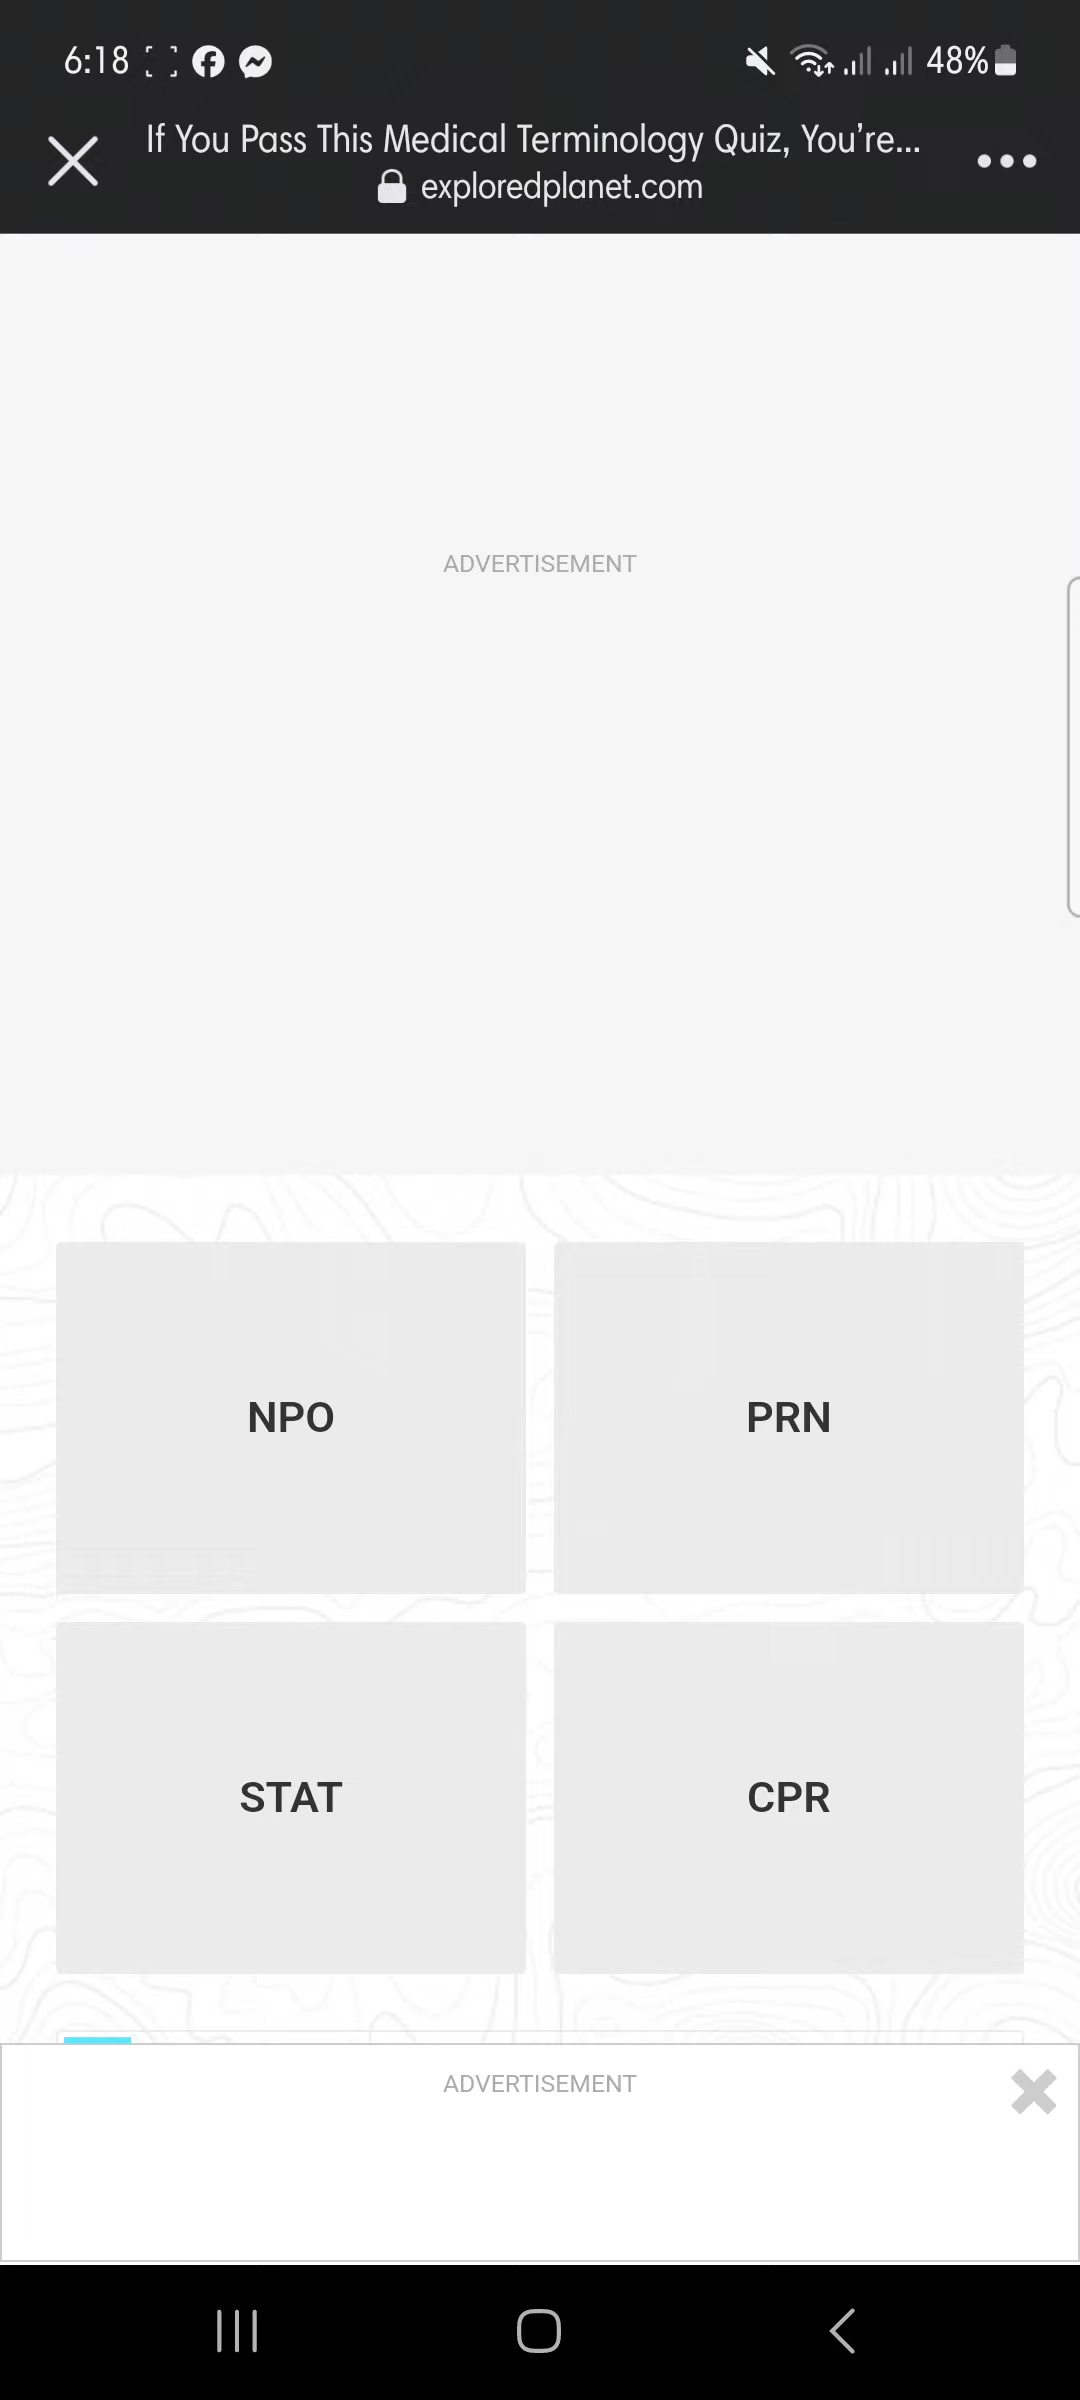 6:18
48%
If You Pass This Medical Terminology Quiz, You're...
exploredplanet.com
ADVERTISEMENT
NPO
PRN
STAT
CPR
ADVERTISEMENT